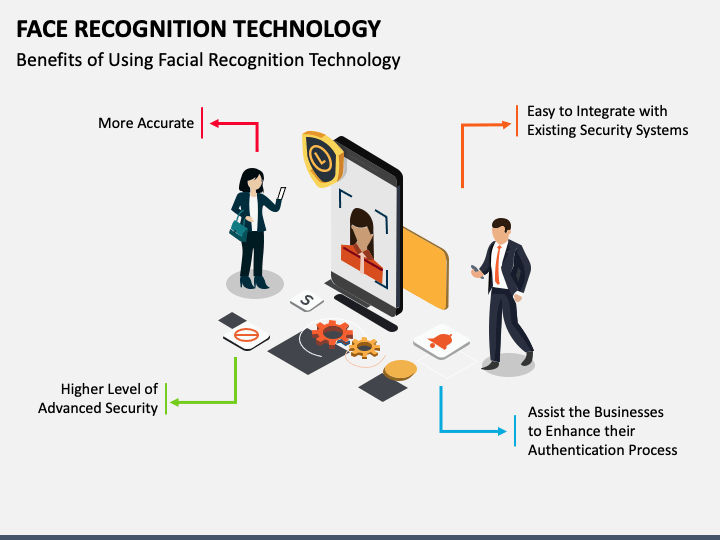 FACE RECOGNITION TECHNOLOGY
Benefits of Using Facial Recognition Technology
More Accurate
Easy to Integrate with
Existing Security Systems
S
Higher Level of
Advanced Security
Assist the Businesses
to Enhance their
Authentication Process